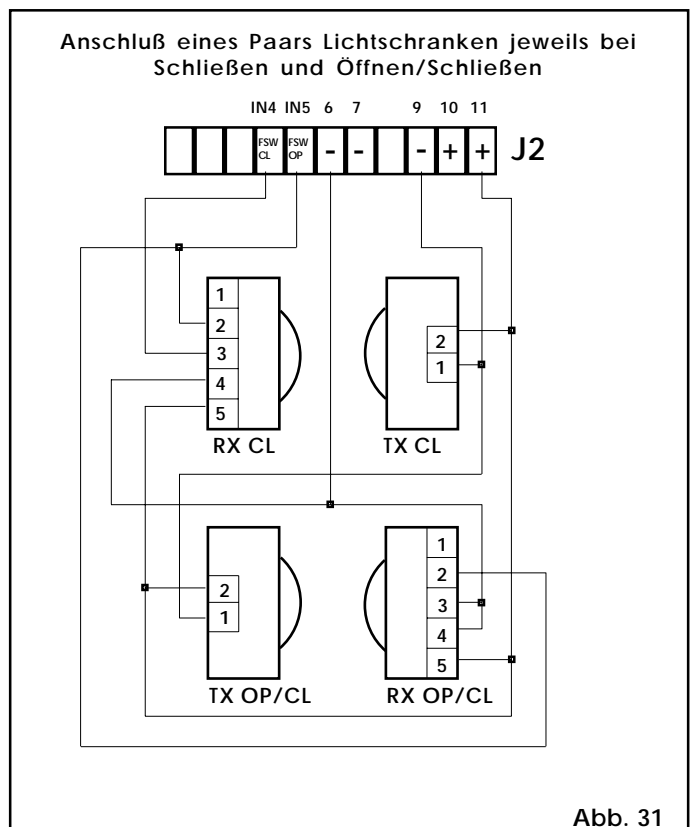 Anschluß eines Paars Lichtschranken jeweils bei
Schließen und Öffnen/Schließen
IN4 IN5 6 7 9 10 11
FSW CL FSW OP - - - + + J2
1
2
3
4
5
RX CL
2
1
TX CL
2
1
TX OP/CL
1
2
3
4
5
RX OP/CL
Abb. 31